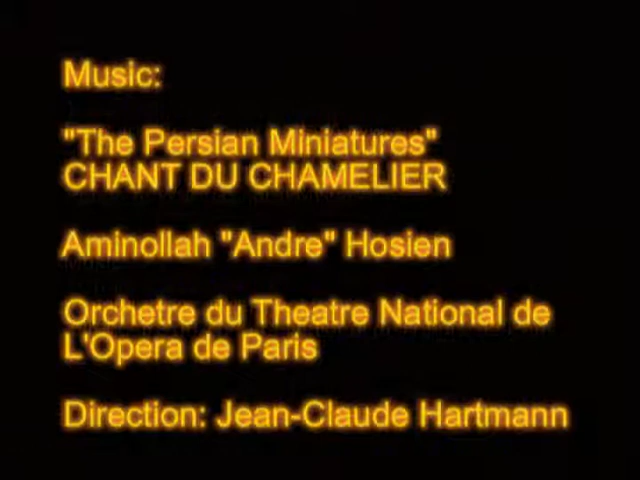 Music:
"The Persian Miniatures"
CHANT DU CHAMELIER
Aminollah "Andre" Hosien
Orchetre du Theatre National de
L'Opera de Paris
Direction: Jean-Claude Hartmann